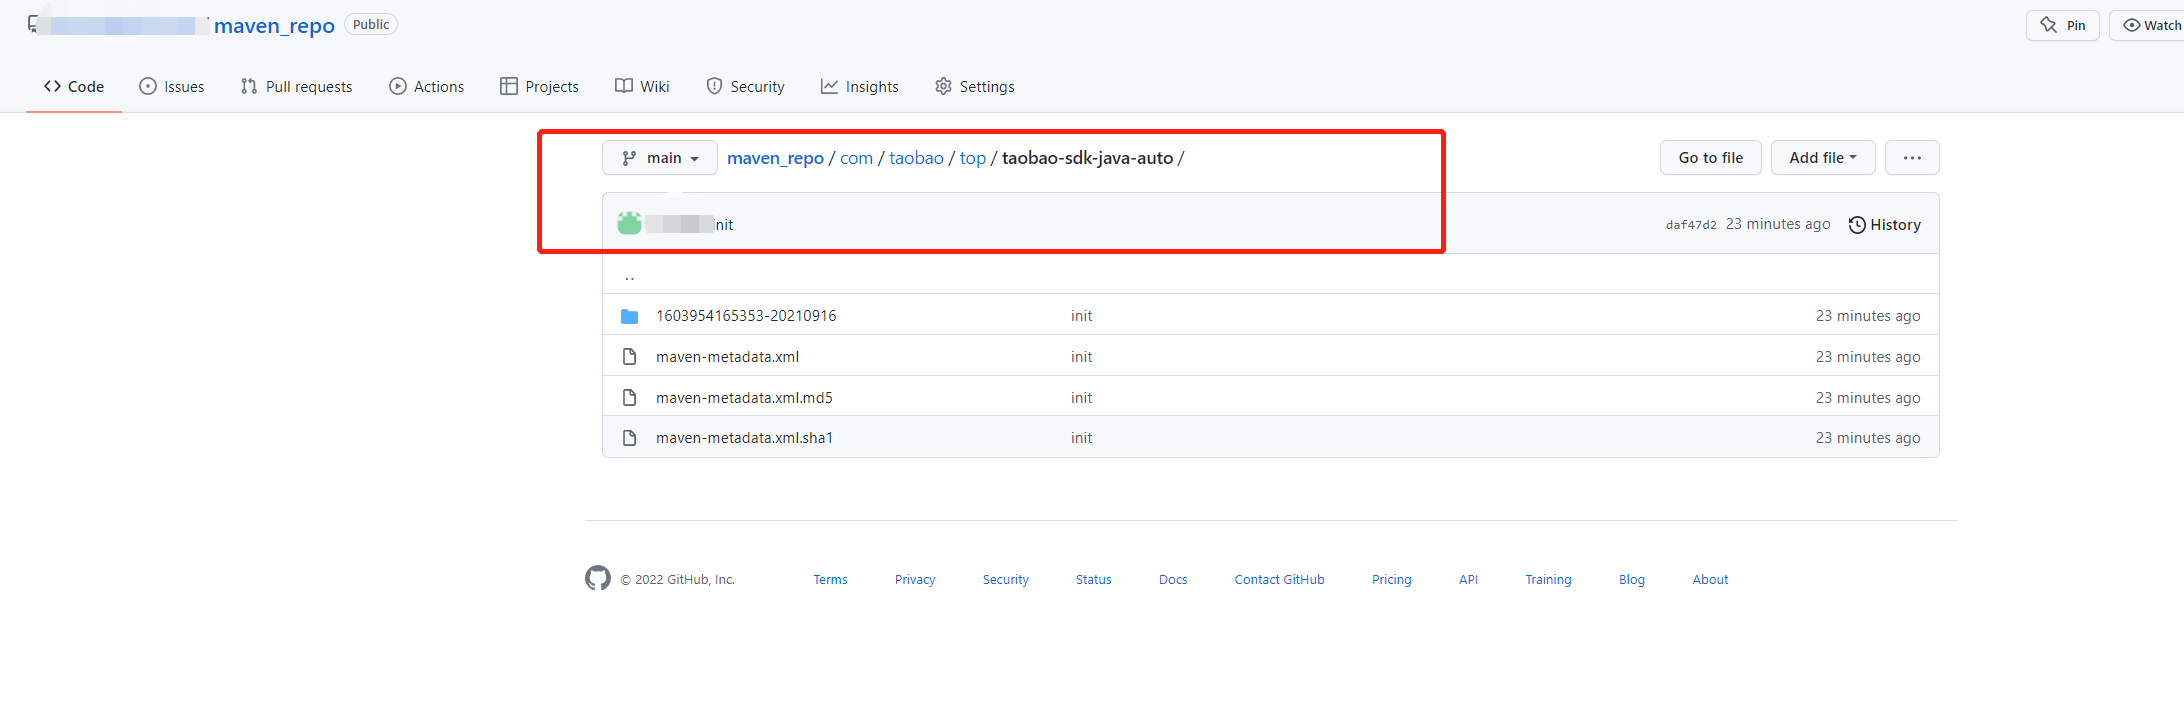 maven_repo Public
Pin Watch
Code Issues Pull requests Actions Projects Wiki Security Insights Settings
main maven_repo / com / taobao / top / taobao-sdk-java-auto /
Go to file Add file ...
init daf47d2 23 minutes ago History
..
1603954165353-20210916 init 23 minutes ago
maven-metadata.xml init 23 minutes ago
maven-metadata.xml.md5 init 23 minutes ago
maven-metadata.xml.sha1 init 23 minutes ago
© 2022 GitHub, Inc. Terms Privacy Security Status Docs Contact GitHub Pricing API Training Blog About